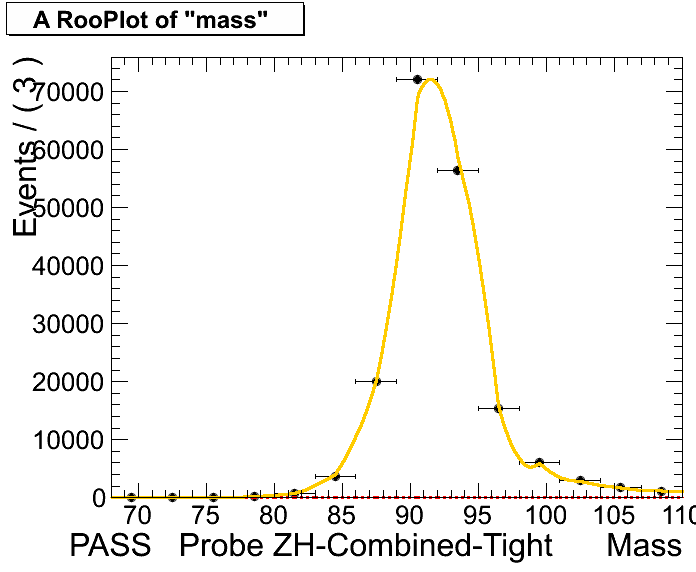 A RooPlot of "mass"
Events / ( 3 )
70000
60000
50000
40000
30000
20000
10000
0
70 75 80 85 90 95 100 105 110
PASS Probe ZH-Combined-Tight Mass